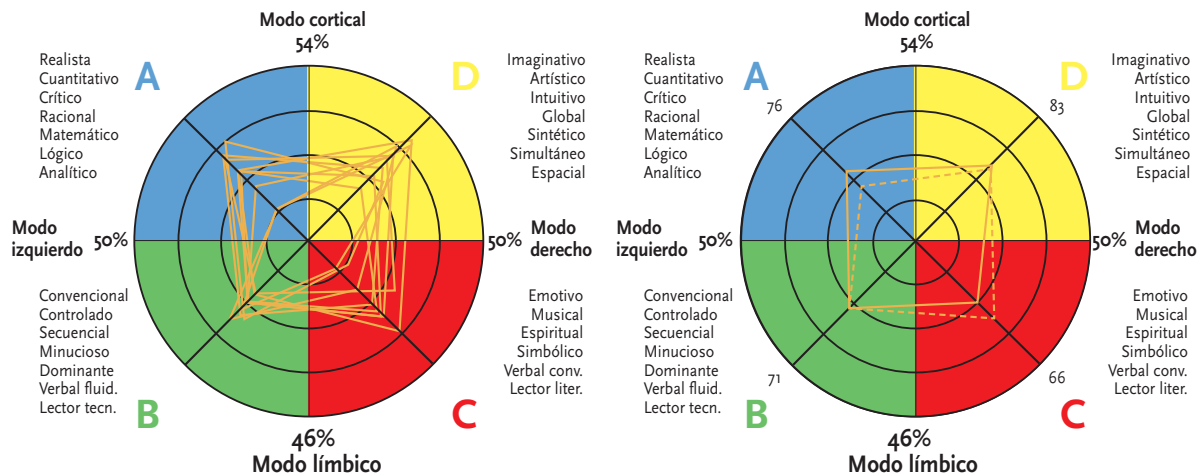 Modo cortical
54%
Realista
Cuantitativo
Crítico
Racional
Matemático
Lógico
Analítico
A
D
Imaginativo
Artístico
Intuitivo
Global
Sintético
Simultáneo
Espacial
Modo
izquierdo
50%
50%
Modo
derecho
Convencional
Controlado
Secuencial
Minucioso
Dominante
Verbal fluid.
Lector tecn.
B
C
Emotivo
Musical
Espiritual
Simbólico
Verbal conv.
Lector liter.
46%
Modo límbico
Modo cortical
54%
Realista
Cuantitativo
Crítico
Racional
Matemático
Lógico
Analítico
A
76
D
83
Imaginativo
Artístico
Intuitivo
Global
Sintético
Simultáneo
Espacial
Modo
izquierdo
50%
50%
Modo
derecho
Convencional
Controlado
Secuencial
Minucioso
Dominante
Verbal fluid.
Lector tecn.
71
B
66
C
Emotivo
Musical
Espiritual
Simbólico
Verbal conv.
Lector liter.
46%
Modo límbico